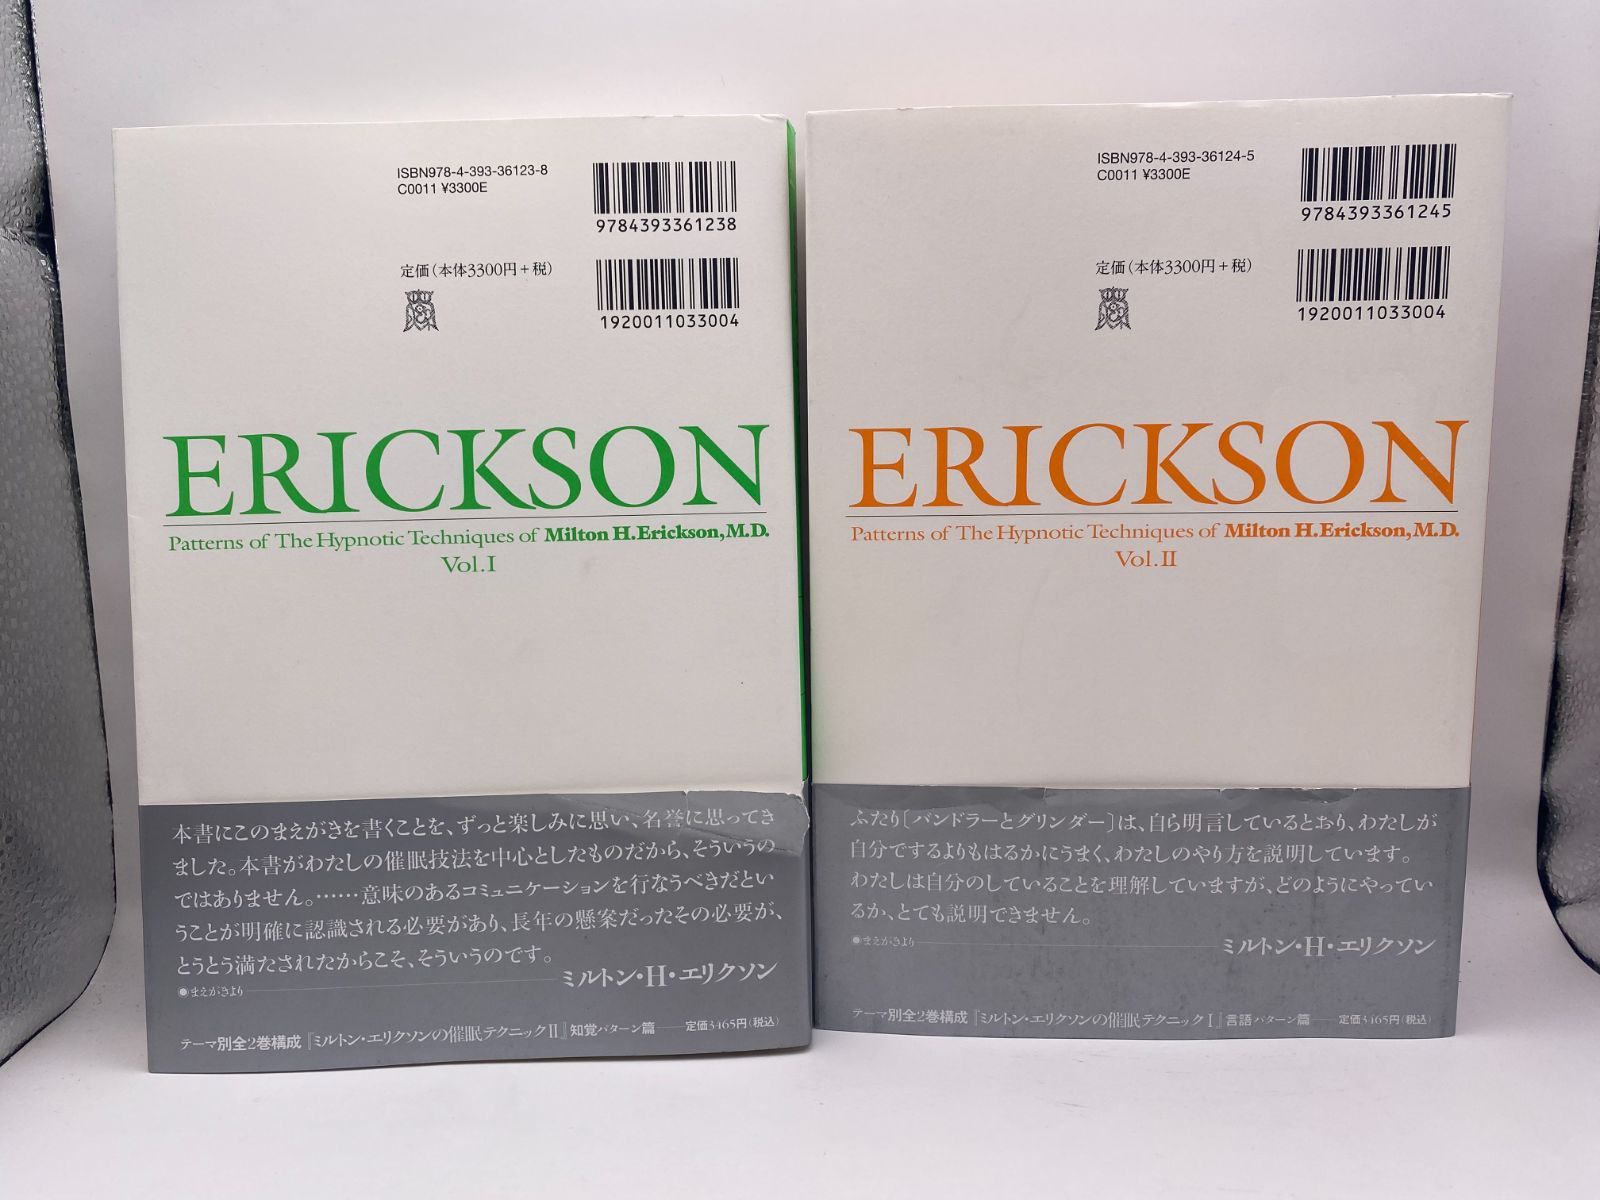 ISBN978-4-393-36123-8
C0011 ¥3300E
9784393361238
定価(本体3300円+税)
1920011033004
ERICKSON
Patterns of The Hypnotic Techniques of Milton H.Erickson,M.D.
Vol.I
本書にこのまえがきを書くことを、ずっと楽しみに思い、名誉に思ってき
ました。本書がわたしの催眠技法を中心としたものだから、そういうの
ではありません。……意味のあるコミュニケーションを行なうべきだとい
うことが明確に認識される必要があり、長年の懸案だったその必要が、
とうとう満たされたからこそ、そういうのです。
●まえがきより ミルトン・H・エリクソン
テーマ別全2巻構成『ミルトン・エリクソンの催眠テクニックII』知覚パターン篇 定価3465円(税込)
ISBN978-4-393-36124-5
C0011 ¥3300E
9784393361245
定価(本体3300円+税)
1920011033004
ERICKSON
Patterns of The Hypnotic Techniques of Milton H.Erickson,M.D.
Vol.II
ふたり〔バンドラーとグリンダー〕は、自ら明言しているとおり、わたしが
自分でするよりもはるかにうまく、わたしのやり方を説明しています。
わたしは自分のしていることを理解していますが、どのようにやってい
るか、とても説明できません。
●まえがきより ミルトン・H・エリクソン
テーマ別全2巻構成『ミルトン・エリクソンの催眠テクニックI』言語パターン篇 定価3465円(税込)